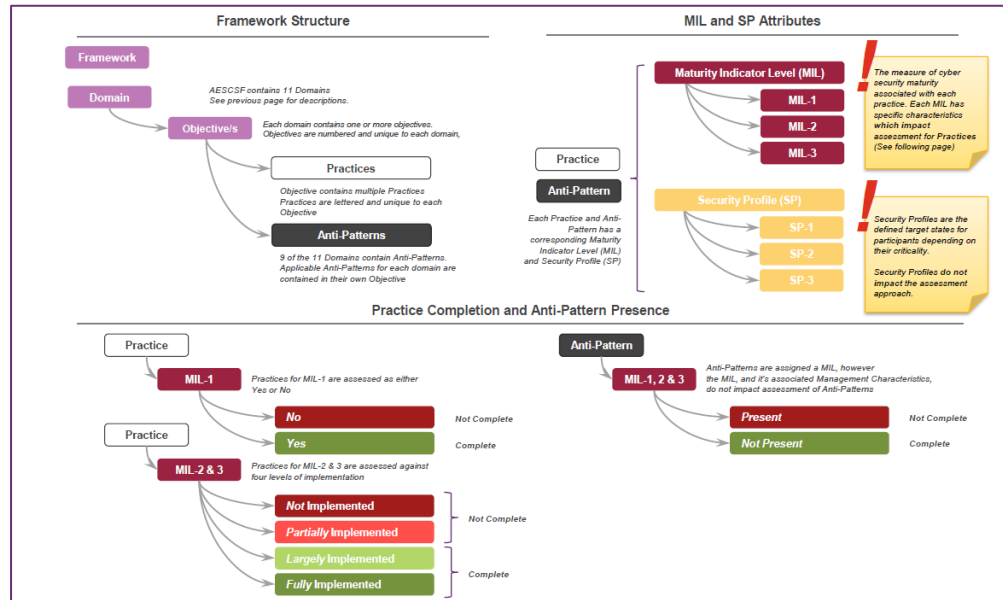 Framework Structure
Framework
Domain
AESCSF contains 11 Domains
See previous page for descriptions.
Objective/s
Each domain contains one or more objectives.
Objectives are numbered and unique to each domain,
Practices
Objective contains multiple Practices
Practices are lettered and unique to each
Objective
Anti-Patterns
9 of the 11 Domains contain Anti-Patterns.
Applicable Anti-Patterns for each domain are
contained in their own Objective
MIL and SP Attributes
Practice
Anti-Pattern
Each Practice and Anti-
Pattern has a
corresponding Maturity
Indicator Level (MIL)
and Security Profile (SP)
Maturity Indicator Level (MIL)
MIL-1
MIL-2
MIL-3
!
The measure of cyber
security maturity
associated with each
practice. Each MIL has
specific characteristics
which impact
assessment for Practices
(See following page)
Security Profile (SP)
SP-1
SP-2
SP-3
!
Security Profiles are the
defined target states for
participants depending on
their criticality.
Security Profiles do not
impact the assessment
approach.
Practice Completion and Anti-Pattern Presence
Practice
MIL-1
Practices for MIL-1 are assessed as either
Yes or No
No
Not Complete
Yes
Complete
Practice
MIL-2 & 3
Practices for MIL-2 & 3 are assessed against
four levels of implementation
Not Implemented
Partially Implemented
Not Complete
Largely Implemented
Fully Implemented
Complete
Anti-Pattern
MIL-1, 2 & 3
Anti-Patterns are assigned a MIL, however
the MIL, and it's associated Management Characteristics,
do not impact assessment of Anti-Patterns
Present
Not Complete
Not Present
Complete